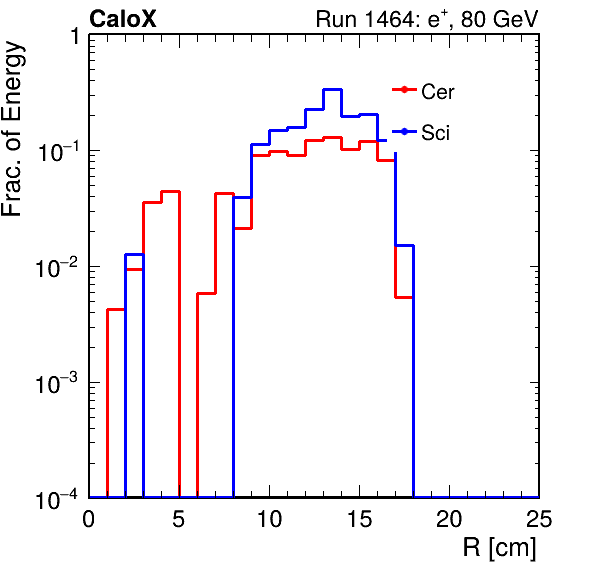 CaloX Run 1464: e⁺, 80 GeV
Frac. of Energy
1
10⁻¹
10⁻²
10⁻³
10⁻⁴
Cer
Sci
0 5 10 15 20 25
R [cm]